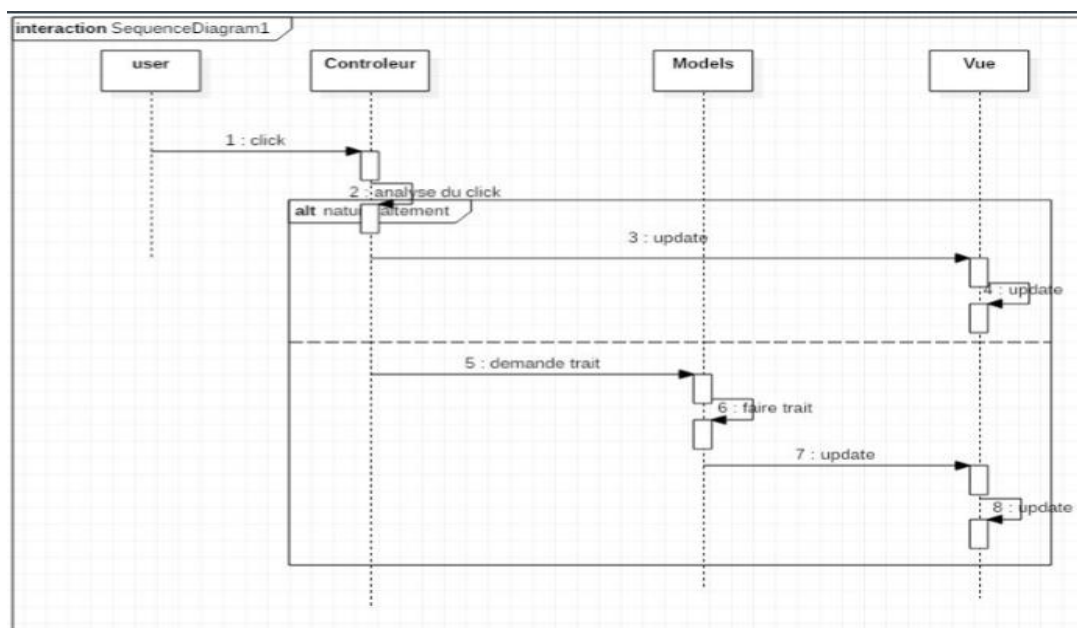 interaction SequenceDiagram1
user
Controleur
Models
Vue
1 : click
2 : analyse du click
alt
3 : update
4 : update
5 : demande trait
6 : faire trait
7 : update
8 : update